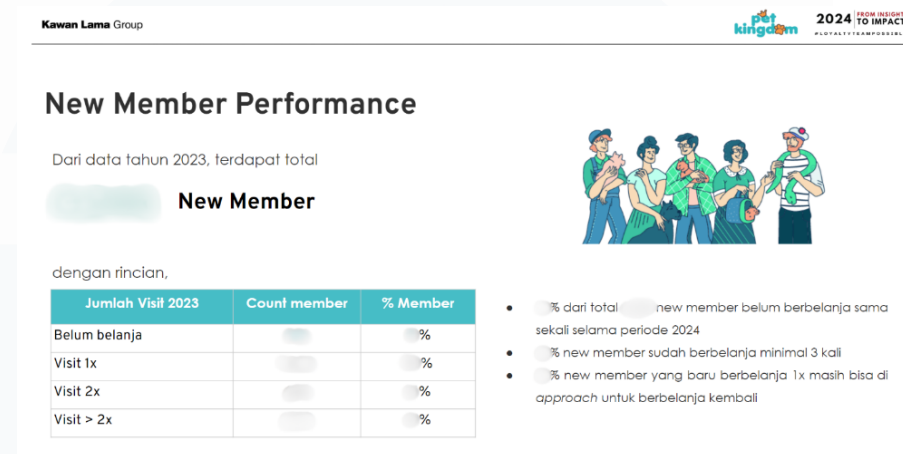 Kawan Lama Group
pet kingdom
2024 FROM INSIGHT TO IMPACT
New Member Performance
Dari data tahun 2023, terdapat total
New Member
dengan rincian,
Jumlah Visit 2023 Count member % Member
Belum belanja %
Visit 1x %
Visit 2x %
Visit > 2x %
% dari total new member belum berbelanja sama
sekali selama periode 2024
% new member sudah berbelanja minimal 3 kali
% new member yang baru berbelanja 1x masih bisa di
approach untuk berbelanja kembali